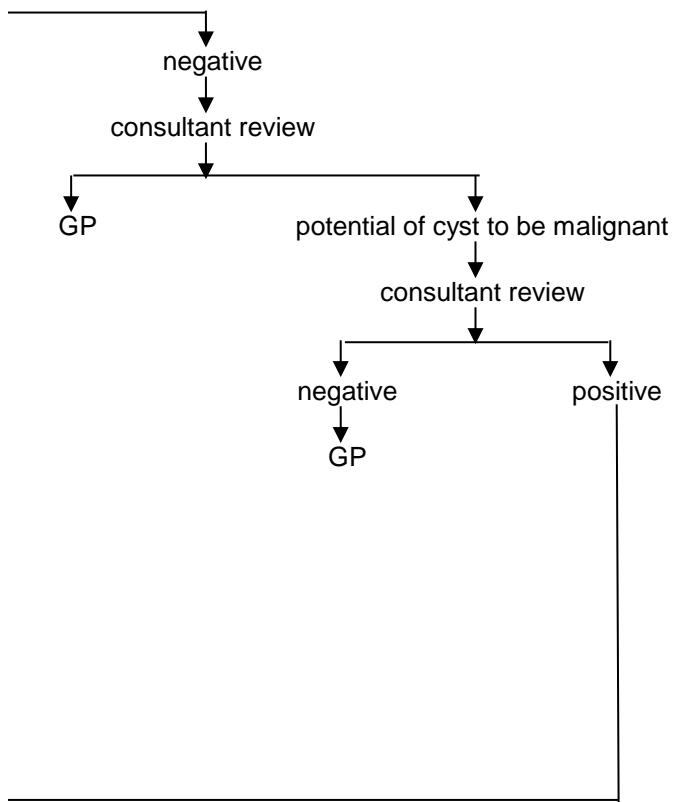 negative
consultant review
GP
potential of cyst to be malignant
consultant review
negative
positive
GP